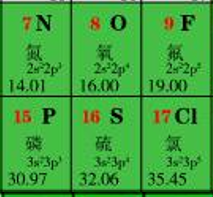 7 N 8 O 9 F
氮 氧 氟
2s²2p³ 2s²2p⁴ 2s²2p⁵
14.01 16.00 19.00
15 P 16 S 17 Cl
磷 硫 氯
3s²3p³ 3s²3p⁴ 3s²3p⁵
30.97 32.06 35.45